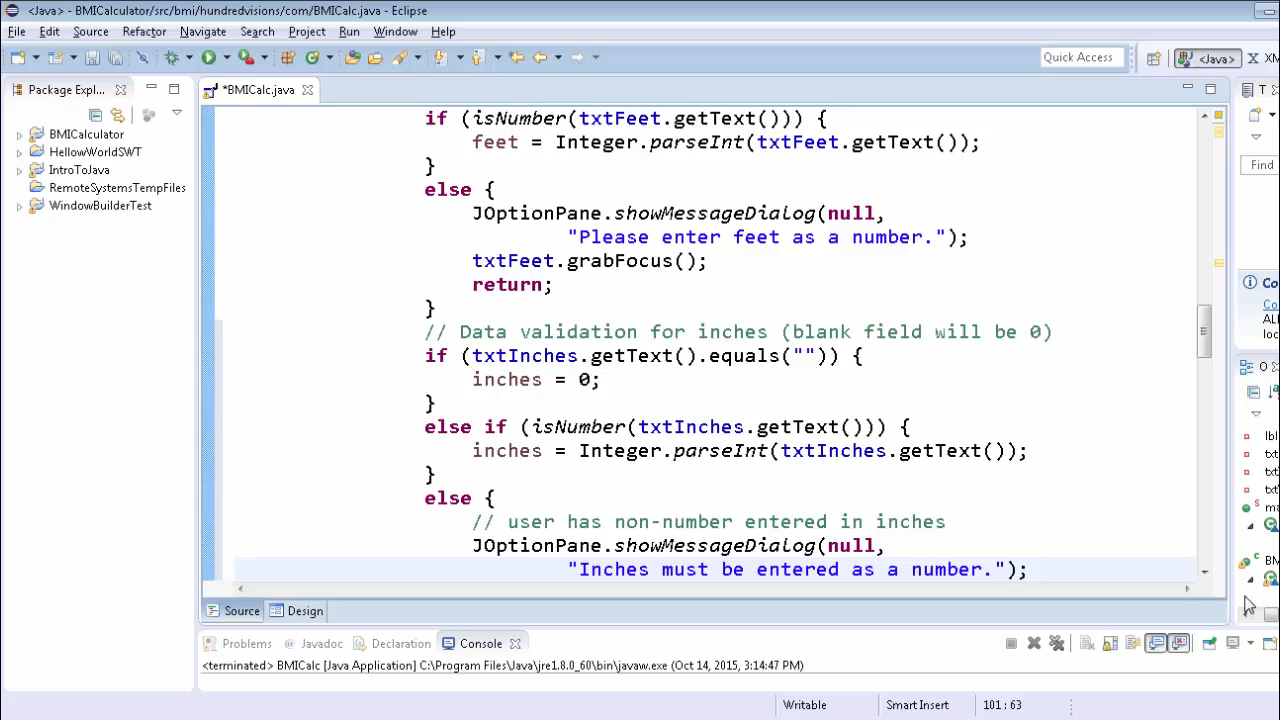 <Java> - BMICalculator/src/bmi/hundredvisions/com/BMICalc.java - Eclipse
File Edit Source Refactor Navigate Search Project Run Window Help
Quick Access <Java>
Package Expl... *BMICalc.java
BMICalculator
HellowWorldSWT
IntroToJava
RemoteSystemsTempFiles
WindowBuilderTest
if (isNumber(txtFeet.getText())) {
feet = Integer.parseInt(txtFeet.getText());
}
else {
JOptionPane.showMessageDialog(null,
"Please enter feet as a number.");
txtFeet.grabFocus();
return;
}
// Data validation for inches (blank field will be 0)
if (txtInches.getText().equals("")) {
inches = 0;
}
else if (isNumber(txtInches.getText())) {
inches = Integer.parseInt(txtInches.getText());
}
else {
// user has non-number entered in inches
JOptionPane.showMessageDialog(null,
"Inches must be entered as a number.");
Find
Source Design
Problems Javadoc Declaration Console
<terminated> BMICalc [Java Application] C:\Program Files\Java\jre1.8.0_60\bin\javaw.exe (Oct 14, 2015, 3:14:47 PM)
Writable Smart Insert 101 : 63